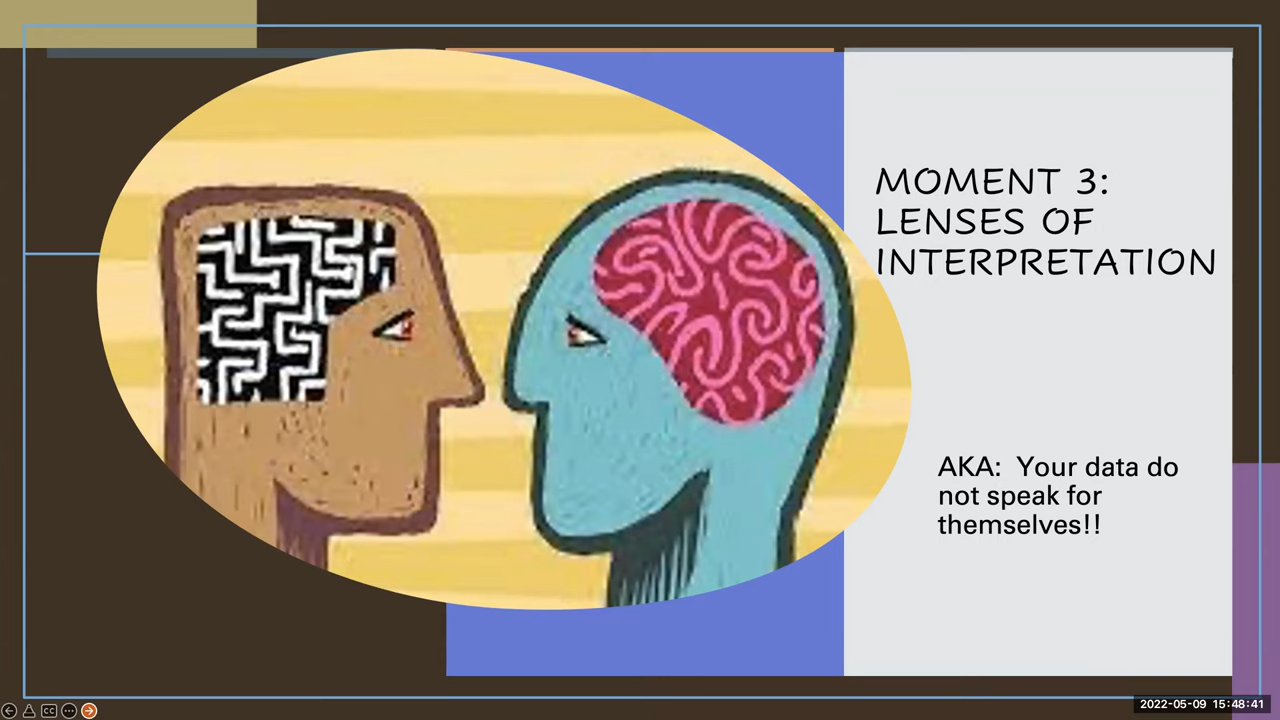 MOMENT 3:
LENSES OF
INTERPRETATION
AKA:  Your data do
not speak for
themselves!!
2022-05-09 15:48:41
CC